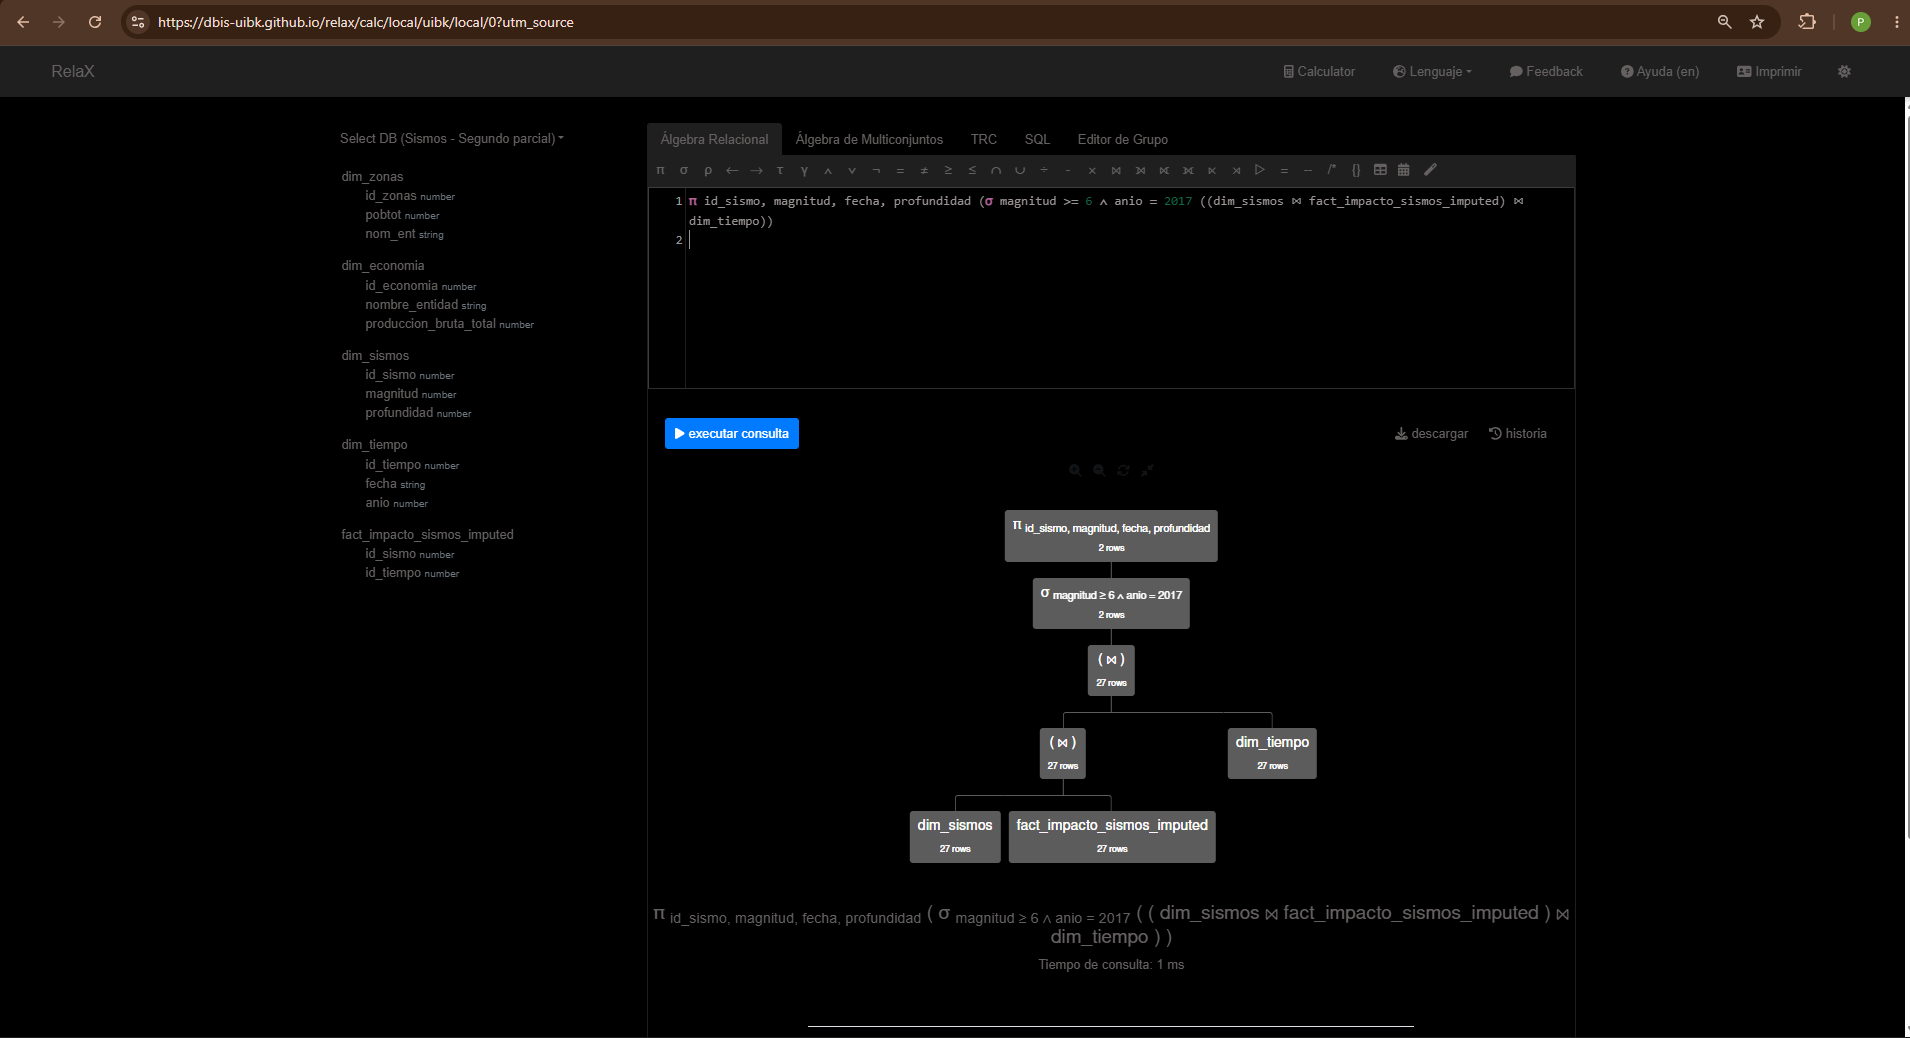 https://dbis-uibk.github.io/relax/calc/local/uibk/local/0?utm_source
P
RelaX
Calculator
Lenguaje
Feedback
Ayuda (en)
Imprimir
Select DB (Sismos - Segundo parcial)
dim_zonas
id_zonas number
pobtot number
nom_ent string
dim_economia
id_economia number
nombre_entidad string
produccion_bruta_total number
dim_sismos
id_sismo number
magnitud number
profundidad number
dim_tiempo
id_tiempo number
fecha string
anio number
fact_impacto_sismos_imputed
id_sismo number
id_tiempo number
Álgebra Relacional
Álgebra de Multiconjuntos
TRC
SQL
Editor de Grupo
π σ ρ ← → τ γ ∧ ∨ ¬ = ≠ ≥ ≤ ∩ ∪ ÷ - × ⋈ ⟕ ⟖ ⟗ ⋉ ⋊ ▷ = -- /* {}
1 π id_sismo, magnitud, fecha, profundidad (σ magnitud >= 6 ∧ anio = 2017 ((dim_sismos ⋈ fact_impacto_sismos_imputed) ⋈
dim_tiempo))
2
executar consulta
descargar
historia
π id_sismo, magnitud, fecha, profundidad
2 rows
σ magnitud ≥ 6 ∧ anio = 2017
2 rows
( ⋈ )
27 rows
( ⋈ )
27 rows
dim_tiempo
27 rows
dim_sismos
27 rows
fact_impacto_sismos_imputed
27 rows
π id_sismo, magnitud, fecha, profundidad ( σ magnitud ≥ 6 ∧ anio = 2017 ( ( dim_sismos ⋈ fact_impacto_sismos_imputed ) ⋈
dim_tiempo ) )
Tiempo de consulta: 1 ms